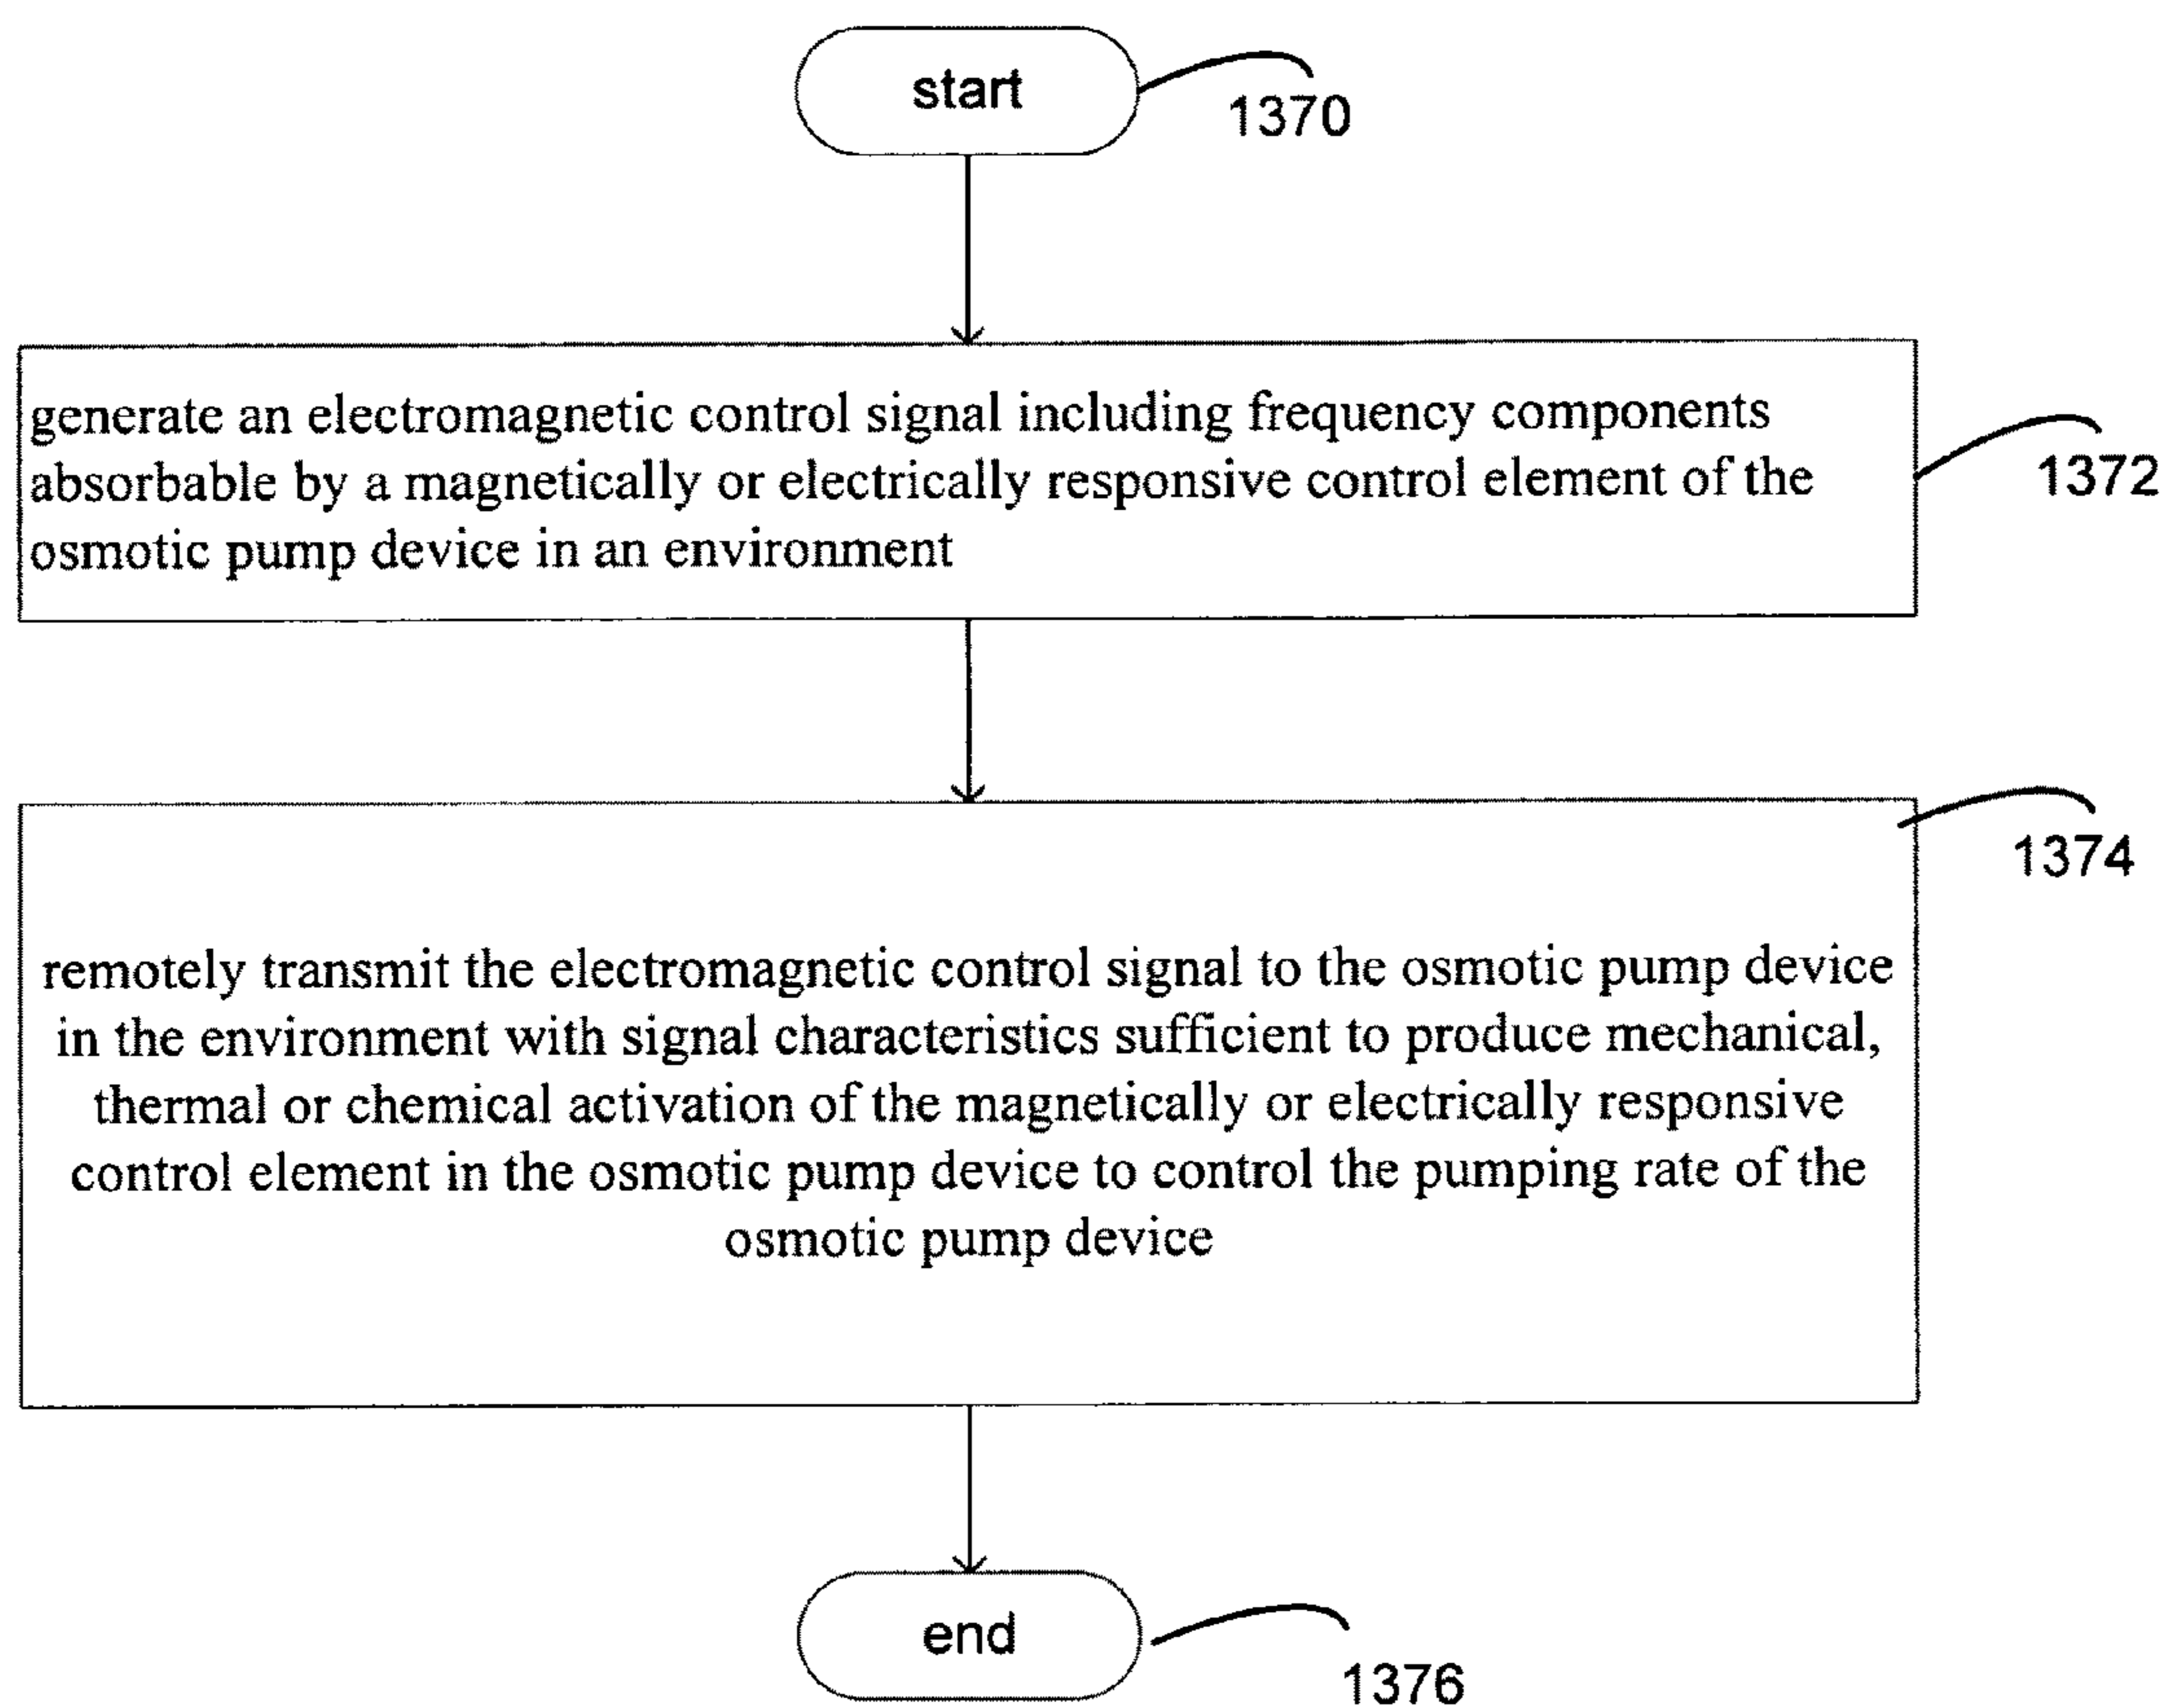 start
1370
generate an electromagnetic control signal including frequency components
absorbable by a magnetically or electrically responsive control element of the
osmotic pump device in an environment
1372
1374
remotely transmit the electromagnetic control signal to the osmotic pump device
in the environment with signal characteristics sufficient to produce mechanical,
thermal or chemical activation of the magnetically or electrically responsive
control element in the osmotic pump device to control the pumping rate of the
osmotic pump device
end
1376